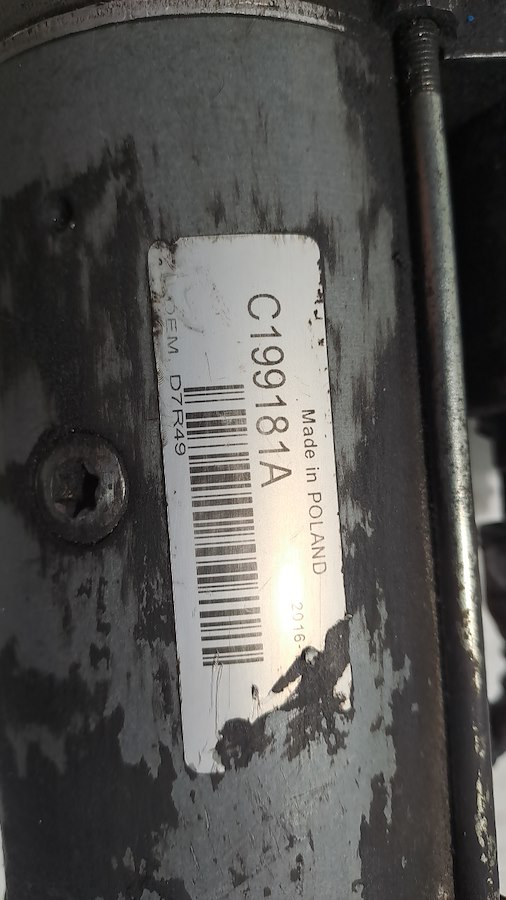 Made in POLAND 2016-
C199181A
OEM D7R49